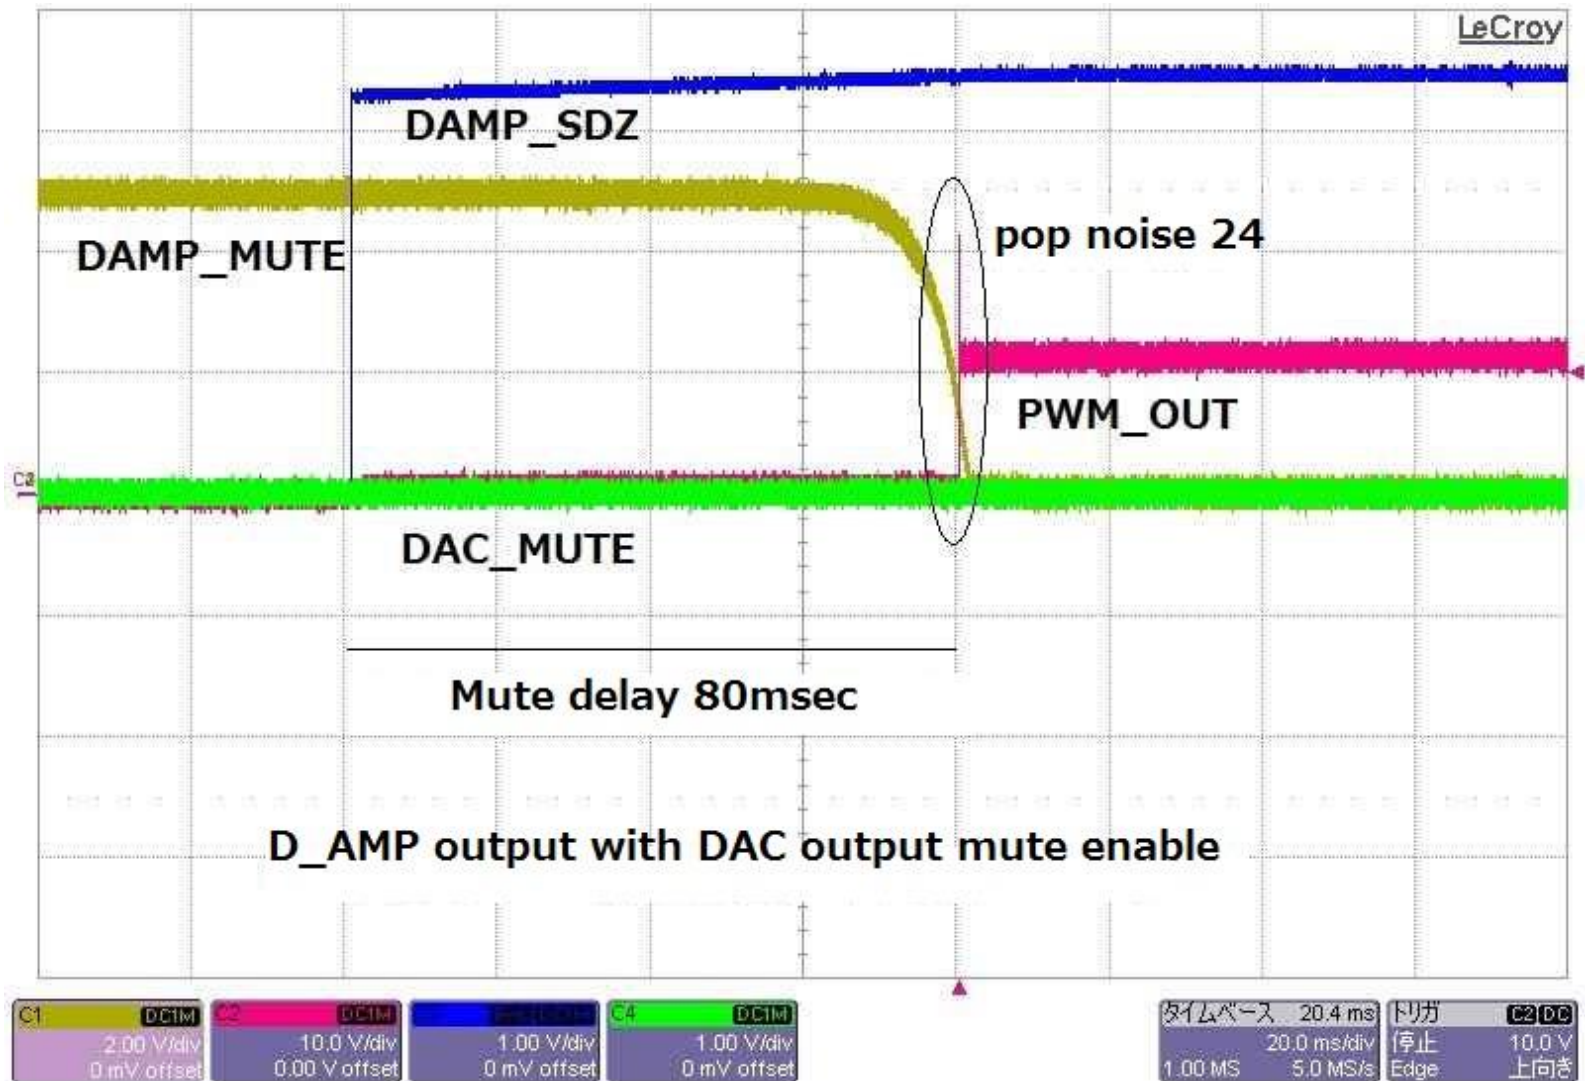 LeCroy
DAMP_SDZ
pop noise 24
DAMP_MUTE
PWM_OUT
DAC_MUTE
Mute delay 80msec
D_AMP output with DAC output mute enable
C1 DC1M
2.00 V/div
0 mV offset
C2 DC1M
10.0 V/div
0.00 V offset
1.00 V/div
0 mV offset
C4 DC1M
1.00 V/div
0 mV offset
タイムベース 20.4 ms
20.0 ms/div
1.00 MS 5.0 MS/s
トリガ C2 DC
停止 10.0 V
Edge 上向き